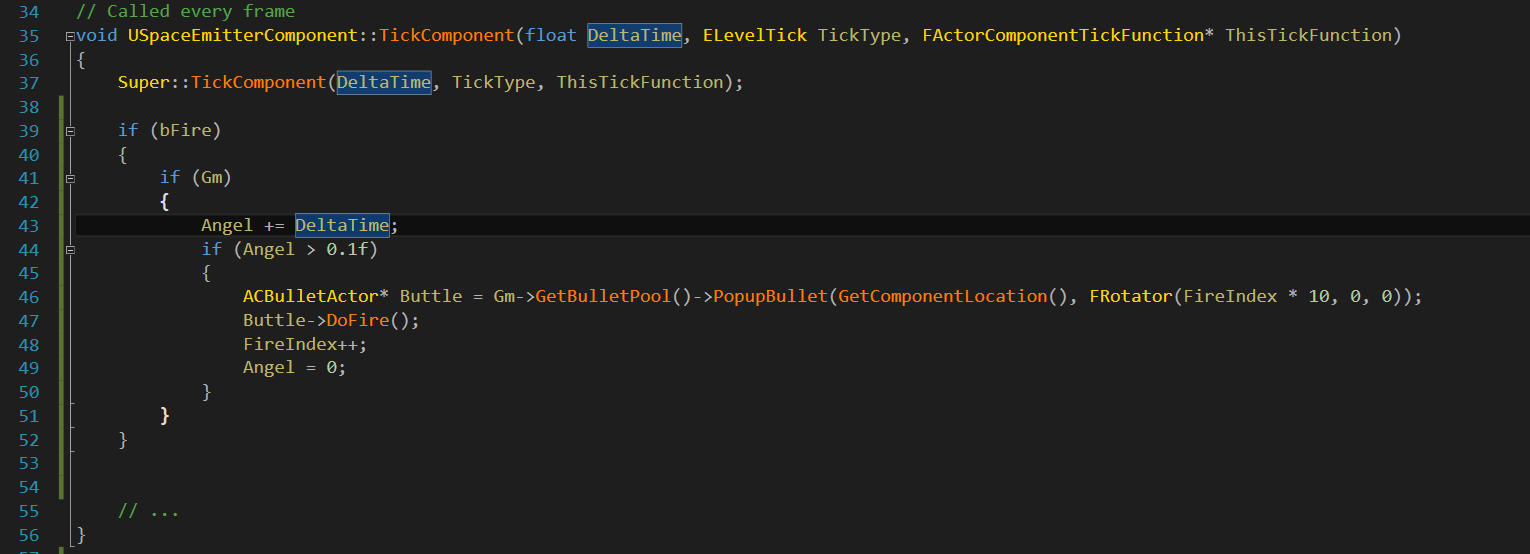 34 // Called every frame
35 void USpaceEmitterComponent::TickComponent(float DeltaTime, ELevelTick TickType, FActorComponentTickFunction* ThisTickFunction)
36 {
37     Super::TickComponent(DeltaTime, TickType, ThisTickFunction);
38
39     if (bFire)
40     {
41         if (Gm)
42         {
43             Angel += DeltaTime;
44             if (Angel > 0.1f)
45             {
46                 ACBulletActor* Buttle = Gm->GetBulletPool()->PopupBullet(GetComponentLocation(), FRotator(FireIndex * 10, 0, 0));
47                 Buttle->DoFire();
48                 FireIndex++;
49                 Angel = 0;
50             }
51         }
52     }
53
54
55     // ...
56 }